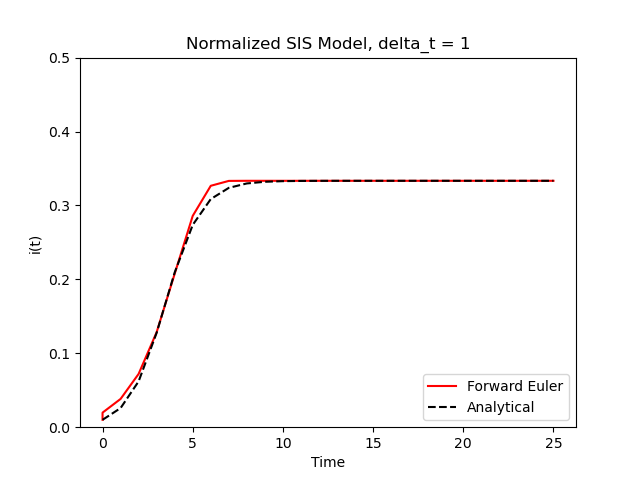 Normalized SIS Model, delta_t = 1
0.5
0.4
0.3
0.2
0.1
0.0
i(t)
Forward Euler
Analytical
0 5 10 15 20 25
Time